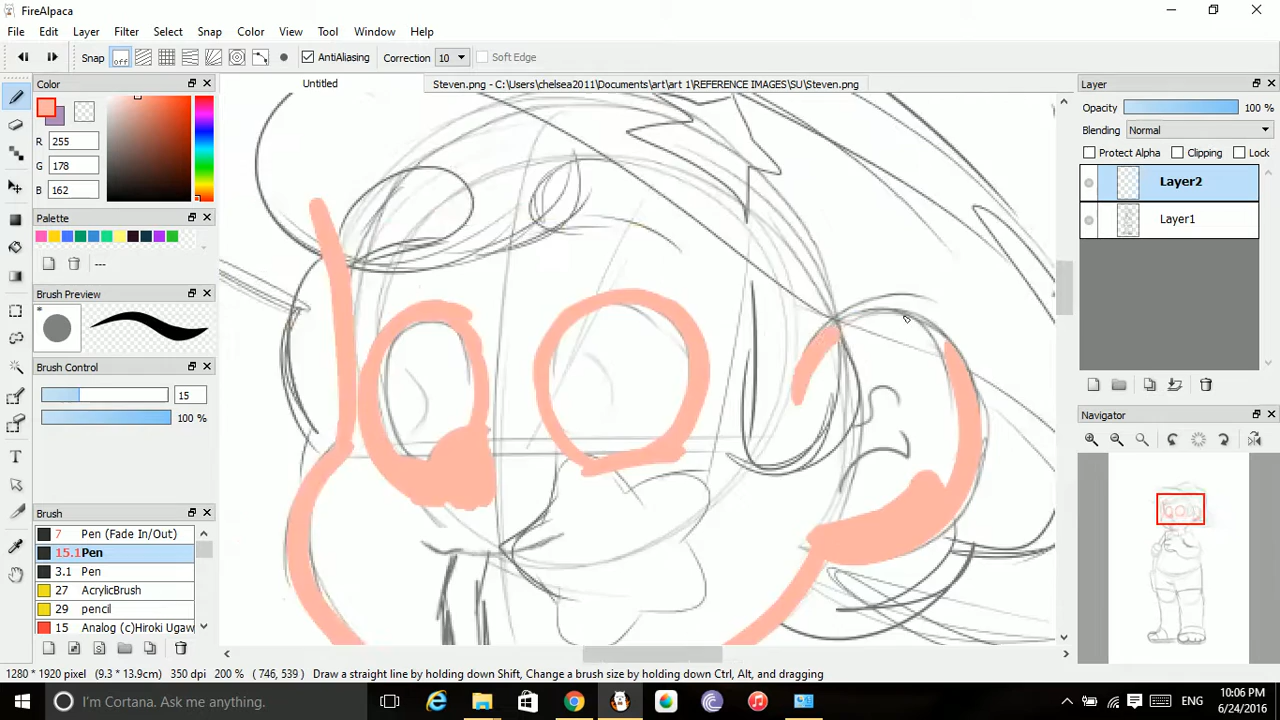 FireAlpaca
File Edit Layer Filter Select Snap Color View Tool Window Help
Snap off AntiAliasing Correction 10 Soft Edge
Color
R 255
G 178
B 162
Palette
---
Brush Preview
*
Brush Control
15
100 %
Brush
7 Pen (Fade In/Out)
15.1 Pen
3.1 Pen
27 AcrylicBrush
29 pencil
15 Analog (c)Hiroki Ugaw
Untitled Steven.png - C:\Users\chelsea2011\Documents\art\art 1\REFERENCE IMAGES\SU\Steven.png
Layer
Opacity 100 %
Blending Normal
Protect Alpha Clipping Lock
Layer2
Layer1
Navigator
1280 * 1920 pixel (9.3 * 13.9cm) 350 dpi 200 % ( 746, 539 ) Draw a straight line by holding down Shift, Change a brush size by holding down Ctrl, Alt, and dragging
I'm Cortana. Ask me anything.
ENG
10:06 PM
6/24/2016